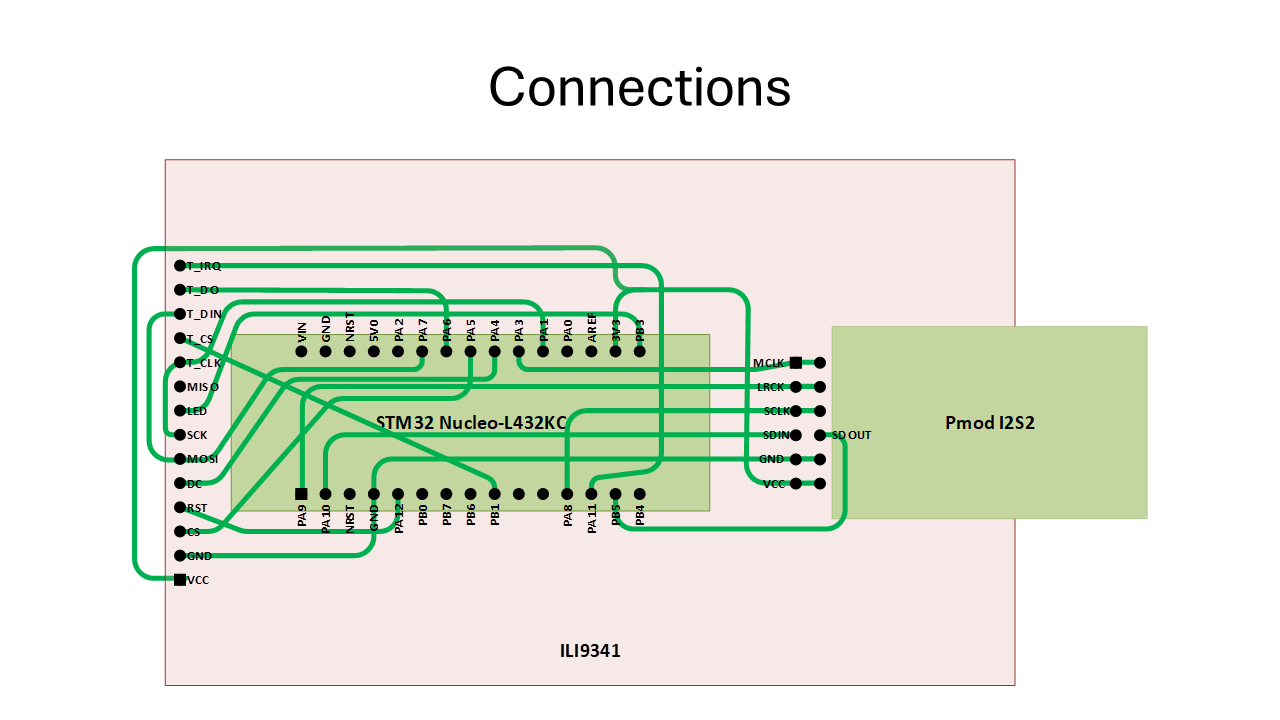 Connections
T_IRQ
T_DO
T_DIN
T_CS
T_CLK
MISO
LED
SCK
MOSI
DC
RST
CS
GND
VCC
VIN
GND
NRST
5V0
PA2
PA7
PA6
PA5
PA4
PA3
PA1
PA0
AREF
3V3
PB3
STM32 Nucleo-L432KC
PA9
PA10
NRST
GND
PA12
PB0
PB7
PB6
PB1
PA8
PA11
PB5
PB4
MCLK
LRCK
SCLK
SDIN
GND
VCC
SDOUT
Pmod I2S2
ILI9341